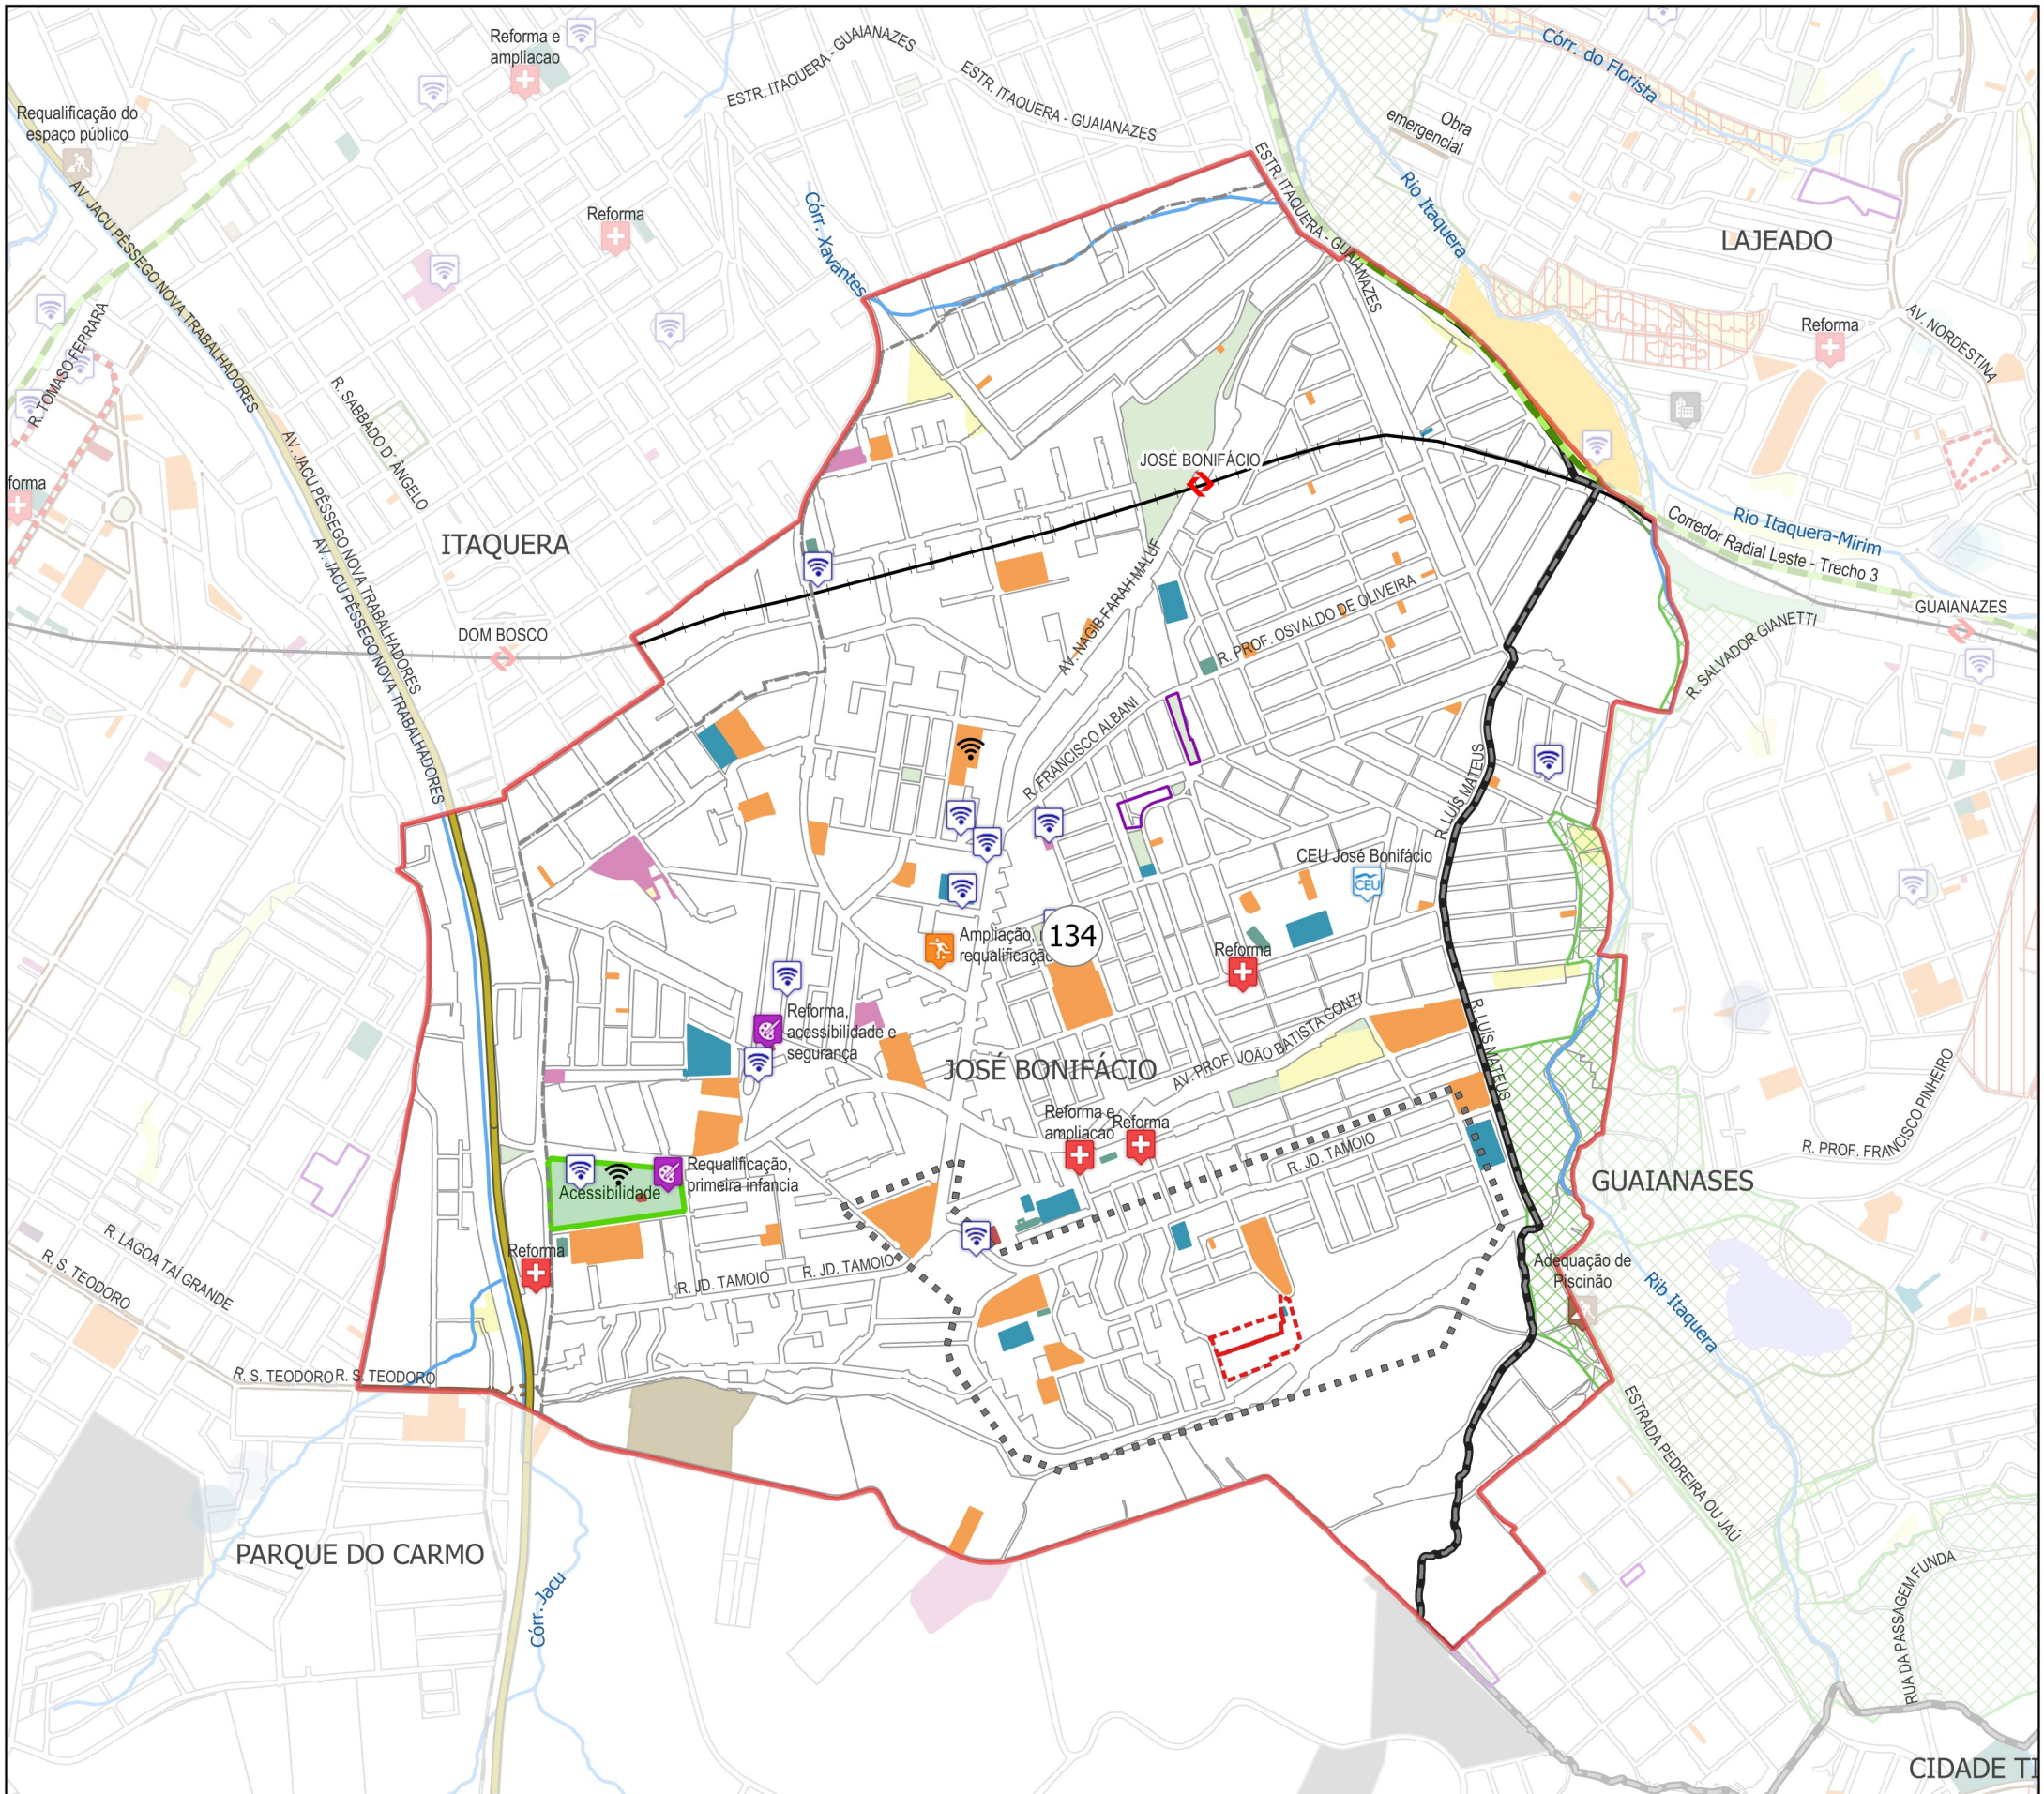 Reforma e
ampliacao
ESTR. ITAQUERA - GUAIANAZES
ESTR. ITAQUERA - GUAIANAZES
Córr. do Florista
Requalificação do
espaço público
Obra
emergencial
ESTR. ITAQUERA - GUAIANAZES
Rio Itaquera
AV. JACU PÊSSEGO NOVA TRABALHADORES
Reforma
Córr. Xavantes
LAJEADO
R. TOMASO FERRARA
AV. NORDESTINA
Reforma
R. SABBADO D´ ÂNGELO
AV. JACU PÊSSEGO NOVA TRABALHADORES
JOSÉ BONIFÁCIO
forma
ITAQUERA
Rio Itaquera-Mirim
Corredor Radial Leste - Trecho 3
AV. JACU PÊSSEGO NOVA TRABALHADORES
AV. NAGIB FARAH MALUF
R. PROF. OSVALDO DE OLIVEIRA
GUAIANAZES
DOM BOSCO
R. SALVADOR GIANETTI
R. FRANCISCO ALBANI
R. LUÍS MATEUS
CEU José Bonifácio
CEU
Ampliação,
requalificação
134
Reforma
Reforma,
acessibilidade e
segurança
R. LUÍS MATEUS
AV. PROF. JOÃO BATISTA CONTI
JOSÉ BONIFÁCIO
Reforma e
ampliacao
Reforma
R. JD. TAMOIO
R. PROF. FRANCISCO PINHEIRO
Requalificação,
primeira infancia
Acessibilidade
GUAIANASES
R. LAGOA TAÍ GRANDE
R. S. TEODORO
Reforma
R. JD. TAMOIO
R. JD. TAMOIO
Adequação de
Piscinão
Rib Itaquera
R. S. TEODORO
R. S. TEODORO
ESTRADA PEDREIRA OU JAÚ
PARQUE DO CARMO
Córr. Jacu
RUA DA PASSAGEM FUNDA
CIDADE TI